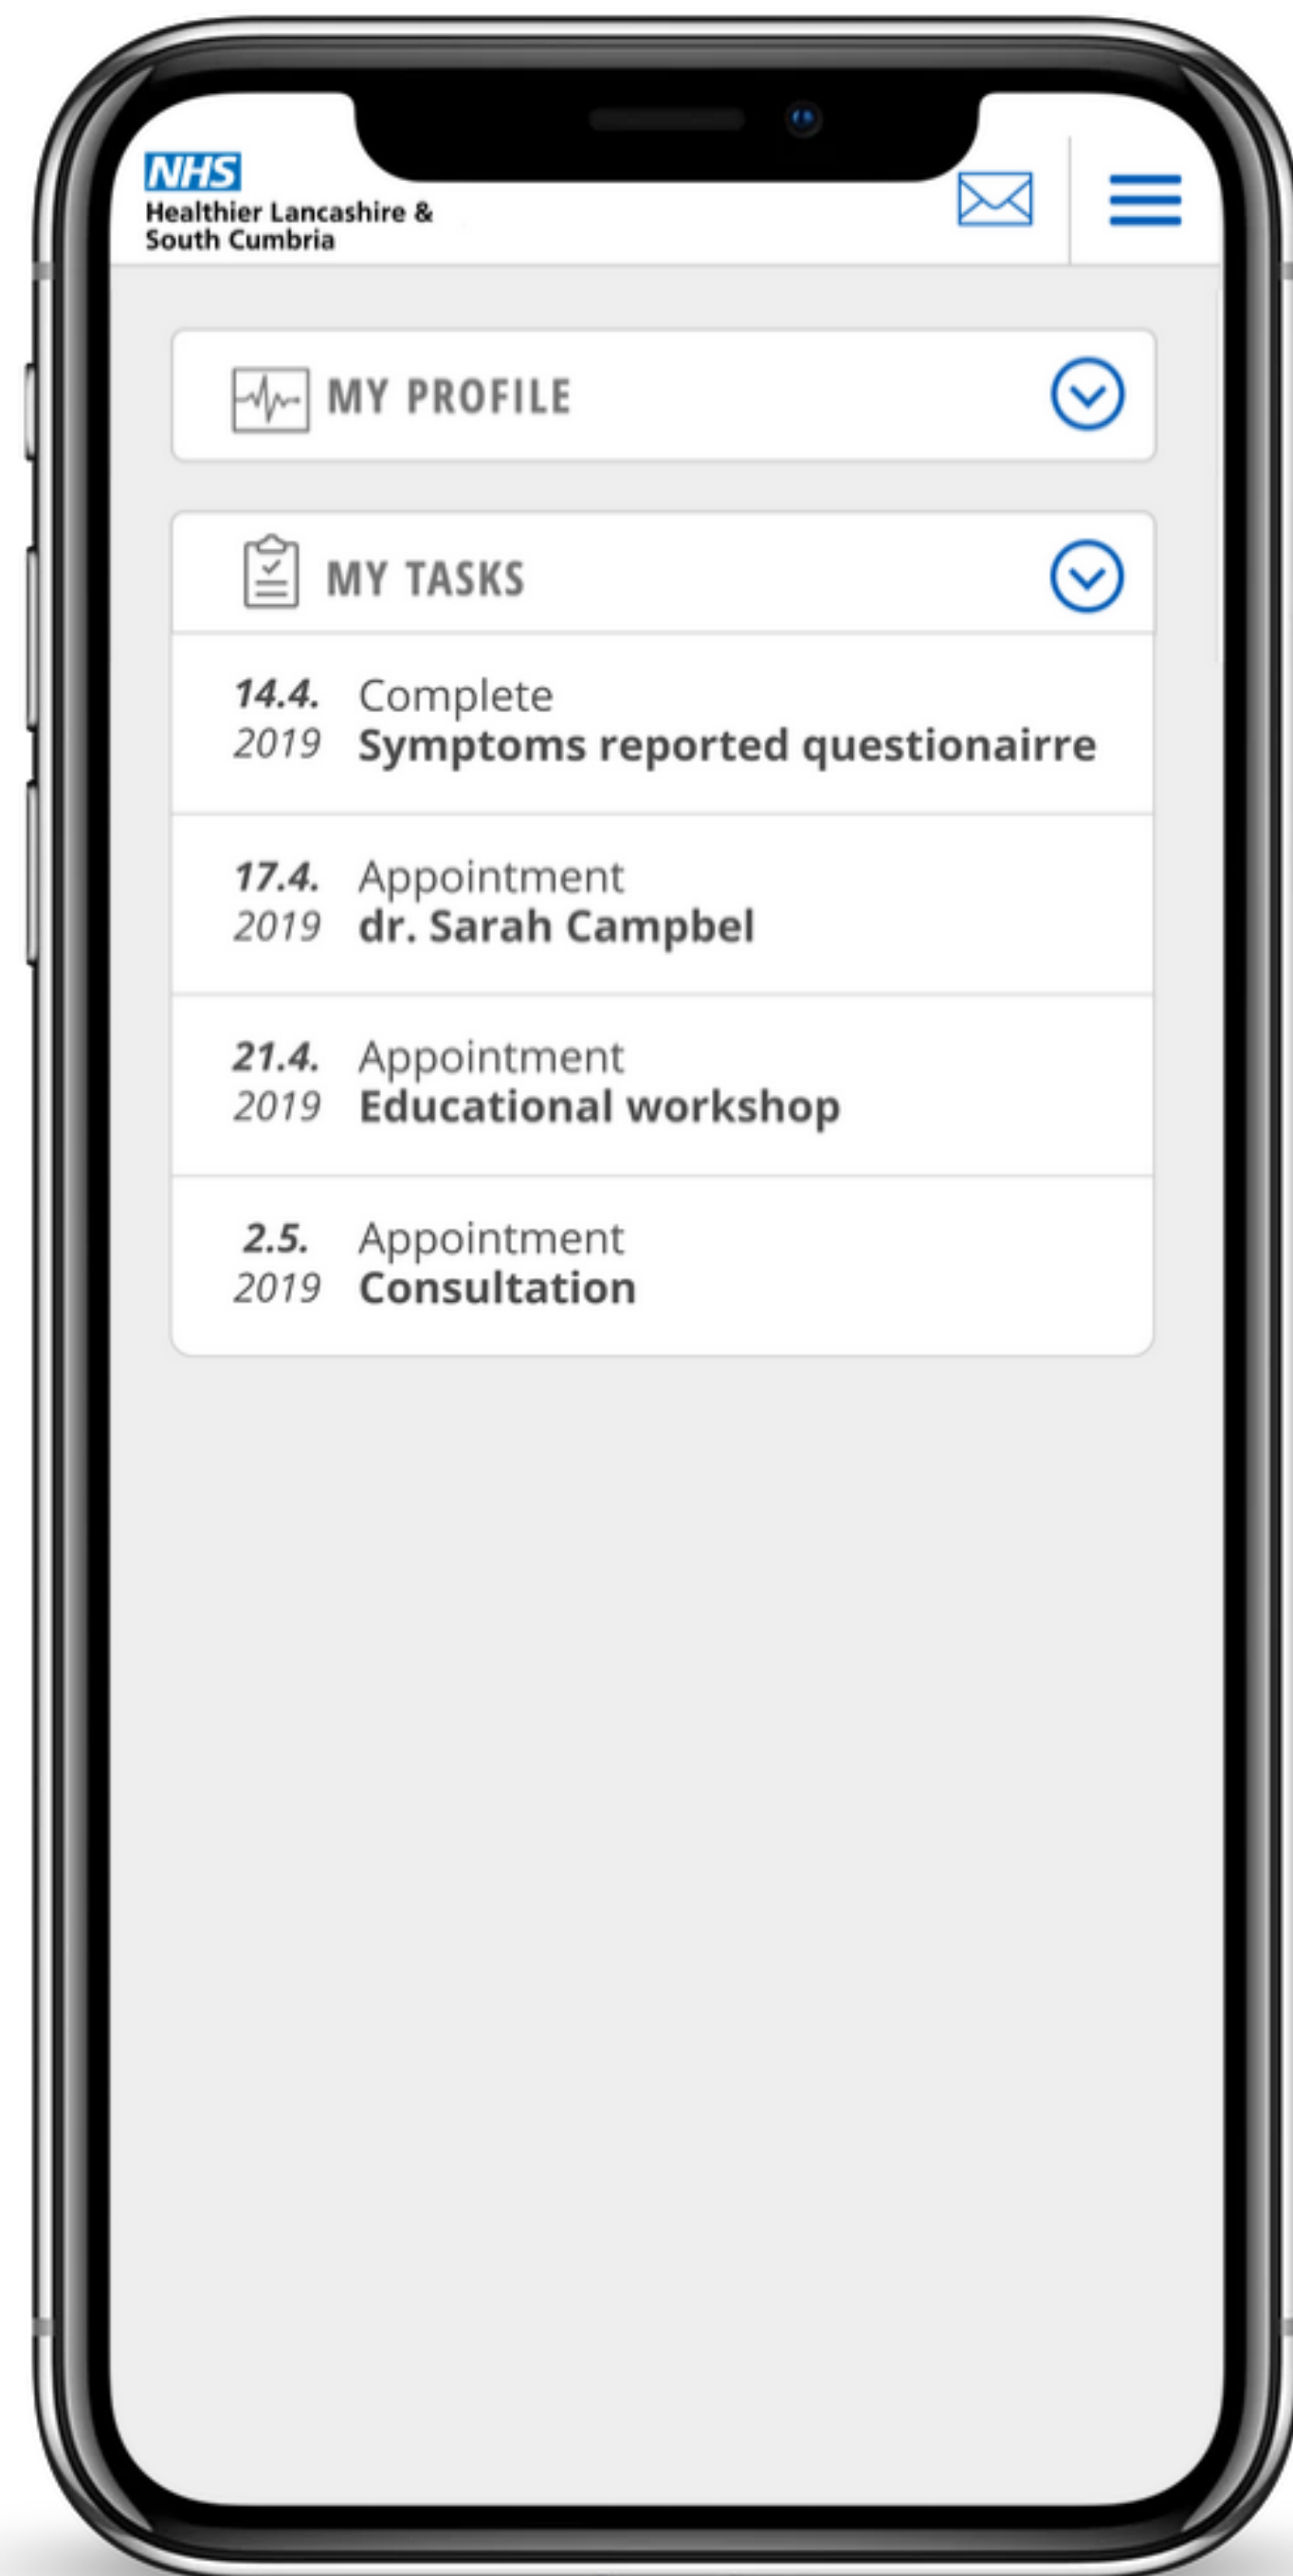 NHS
Healthier Lancashire &
South Cumbria
MY PROFILE
MY TASKS
14.4. Complete
2019 Symptoms reported questionairre
17.4. Appointment
2019 dr. Sarah Campbel
21.4. Appointment
2019 Educational workshop
2.5. Appointment
2019 Consultation